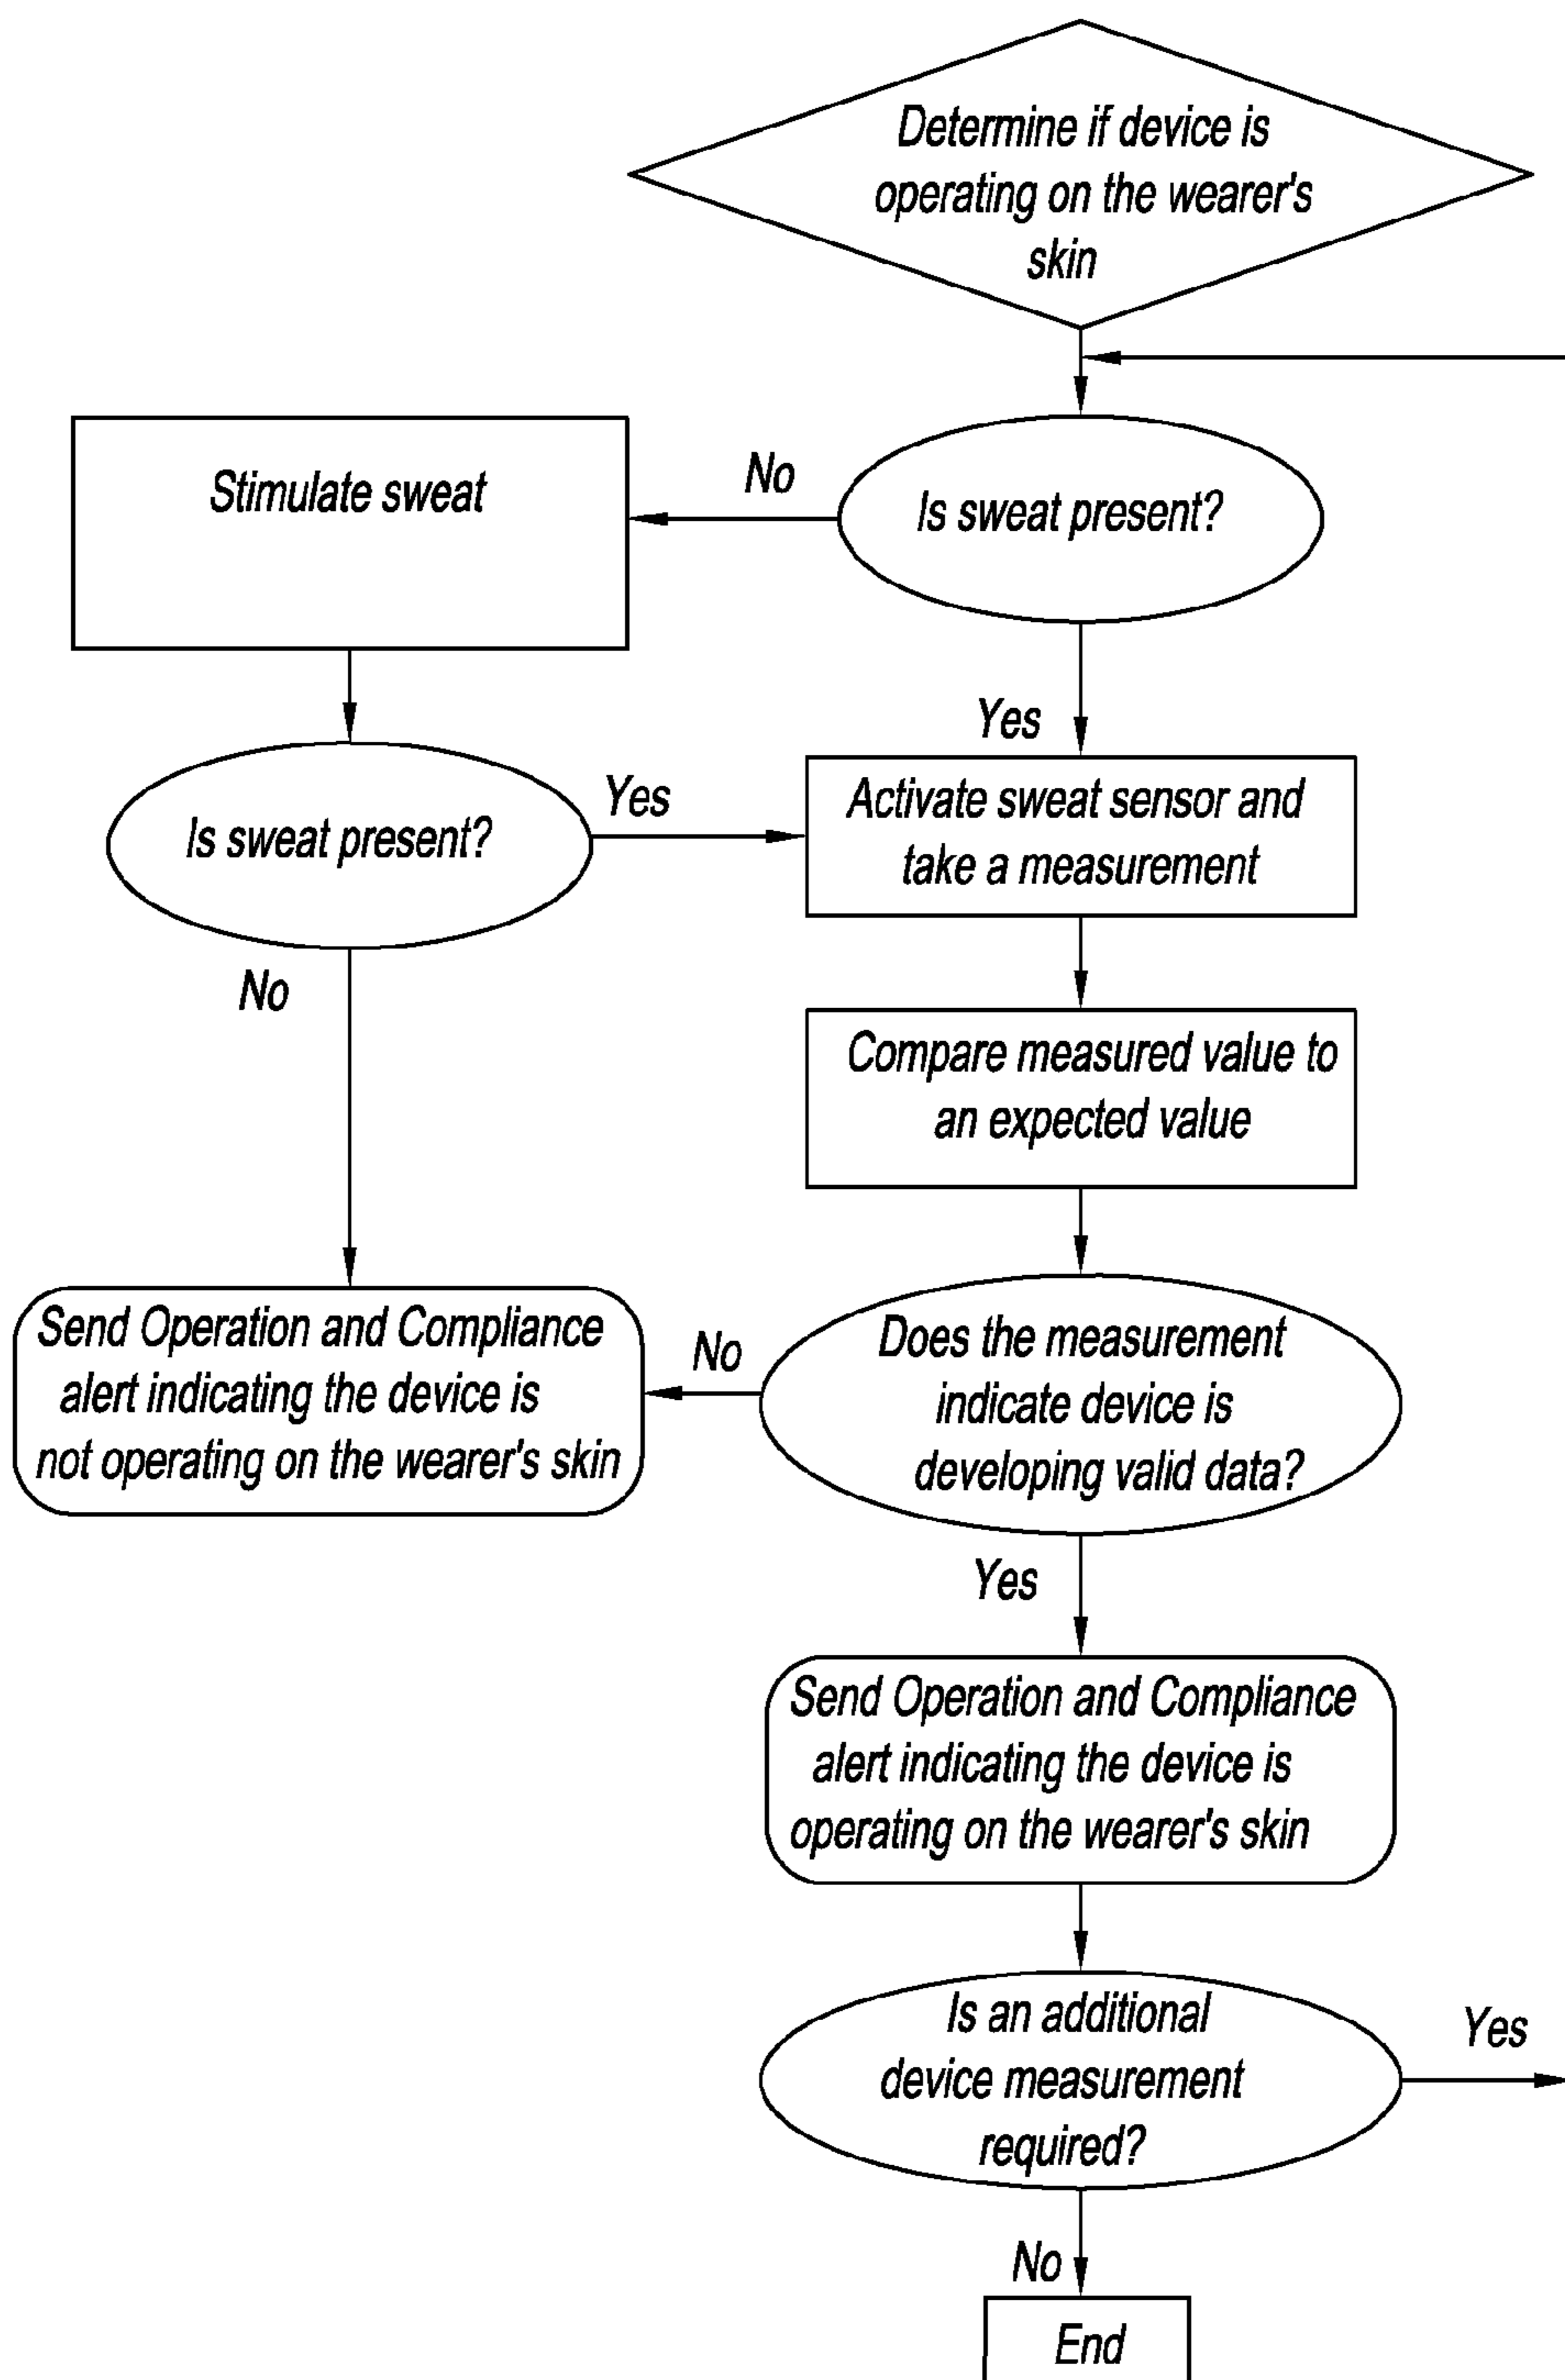 Determine if device is
operating on the wearer's
skin
Stimulate sweat
No
Is sweat present?
Yes
Is sweat present?
Yes
Activate sweat sensor and
take a measurement
No
Compare measured value to
an expected value
Send Operation and Compliance
alert indicating the device is
not operating on the wearer's skin
No
Does the measurement
indicate device is
developing valid data?
Yes
Send Operation and Compliance
alert indicating the device is
operating on the wearer's skin
Is an additional
device measurement
required?
Yes
No
End